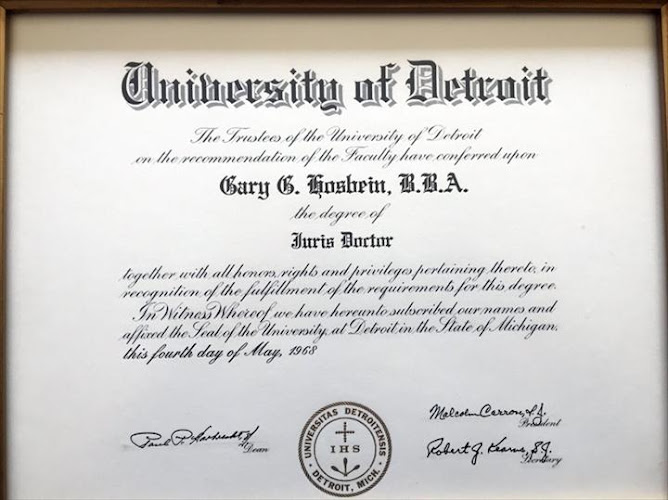 University of Detroit
The Trustees of the University of Detroit
on the recommendation of the Faculty have conferred upon
Gary G. Hosbein, B.B.A.
the degree of
Juris Doctor
together with all honors, rights and privileges pertaining thereto, in
recognition of the fulfillment of the requirements for this degree.
In Witness Whereof, we have hereunto subscribed our names and
affixed the Seal of the University, at Detroit in the State of Michigan,
this fourth day of May, 1968
Malcolm Carron, S.J.
President
Paul P.
Dean
UNIVERSITAS DETROITENSIS
IHS
DETROIT, MICH.
Robert J. Kearns, S.J.
Secretary